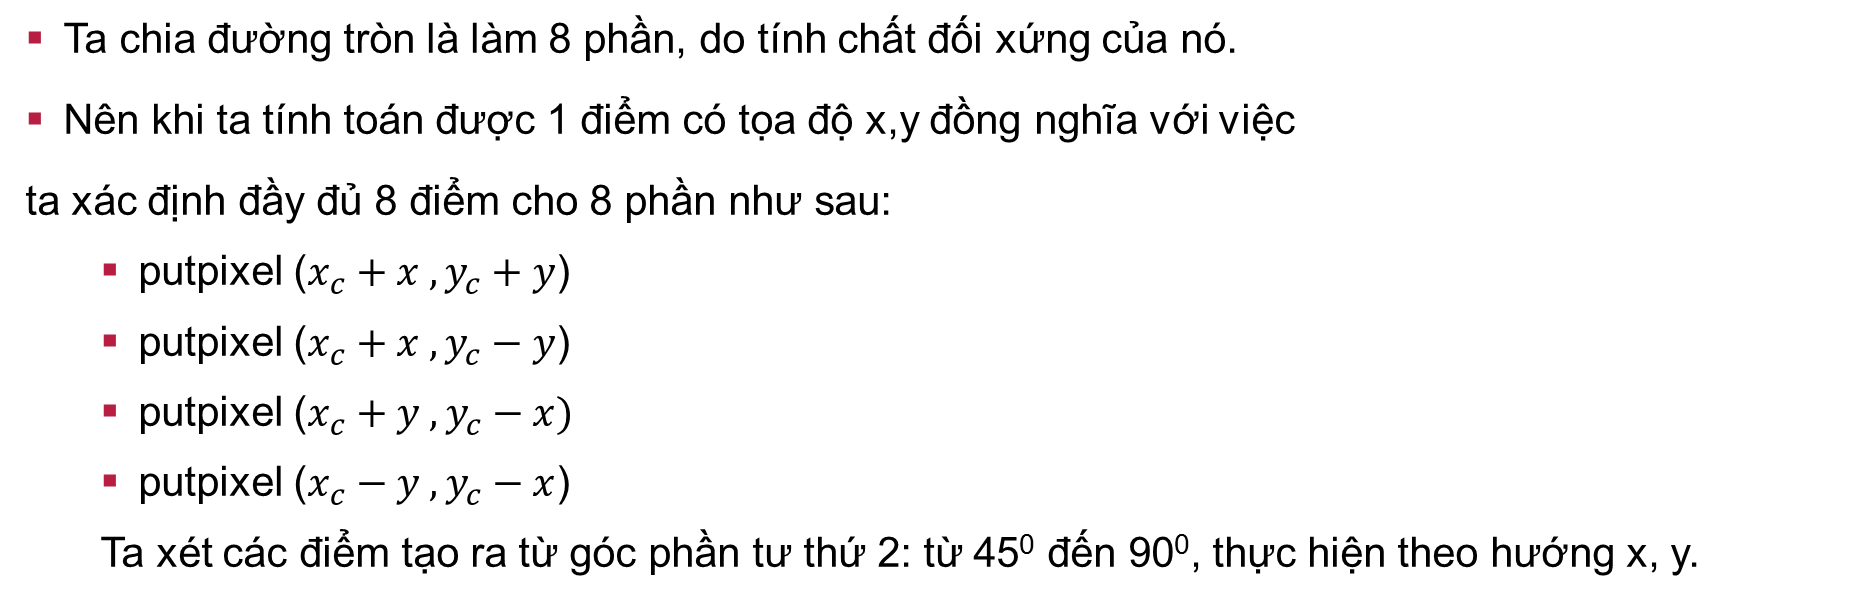 ▪ Ta chia đường tròn là làm 8 phần, do tính chất đối xứng của nó.
▪ Nên khi ta tính toán được 1 điểm có tọa độ x,y đồng nghĩa với việc
ta xác định đầy đủ 8 điểm cho 8 phần như sau:
▪ putpixel (x_c + x , y_c + y)
▪ putpixel (x_c + x , y_c − y)
▪ putpixel (x_c + y , y_c − x)
▪ putpixel (x_c − y , y_c − x)
Ta xét các điểm tạo ra từ góc phần tư thứ 2: từ 45⁰ đến 90⁰, thực hiện theo hướng x, y.